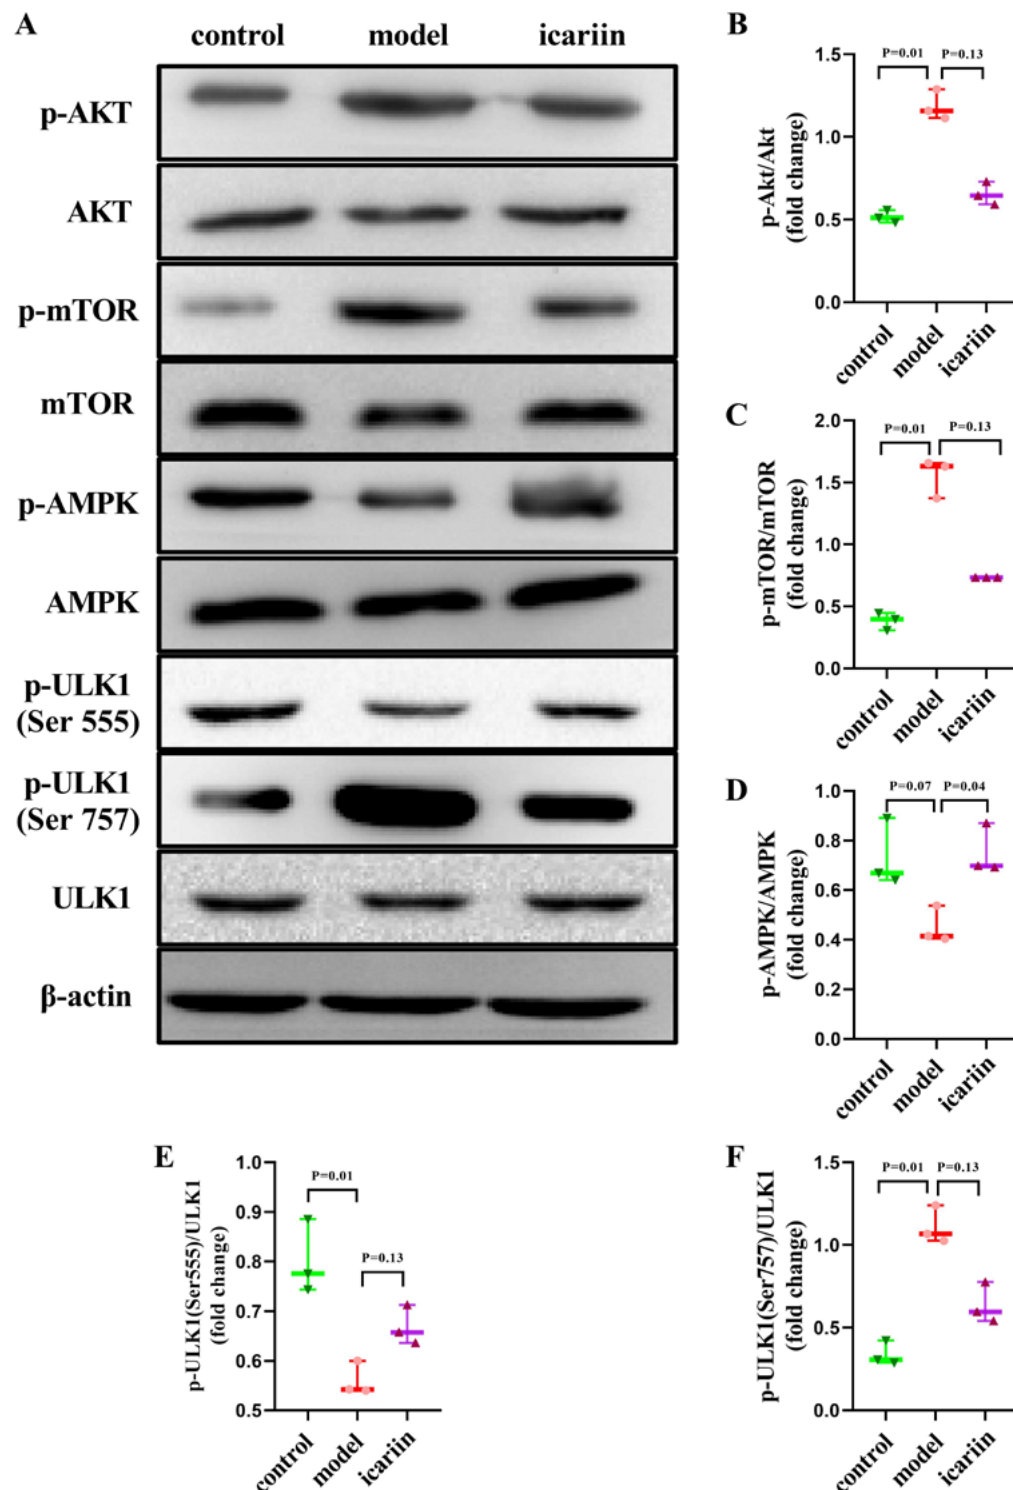 A
control model icariin
p-AKT
AKT
p-mTOR
mTOR
p-AMPK
AMPK
p-ULK1
(Ser 555)
p-ULK1
(Ser 757)
ULK1
β-actin
B
p-Akt/Akt
(fold change)
1.5
1.0
0.5
0.0
P=0.01 P=0.13
control model icariin
C
p-mTOR/mTOR
(fold change)
2.0
1.5
1.0
0.5
0.0
P=0.01 P=0.13
control model icariin
D
p-AMPK/AMPK
(fold change)
1.0
0.8
0.6
0.4
0.2
0.0
P=0.07 P=0.04
control model icariin
E
p-ULK1(Ser555)/ULK1
(fold change)
1.0
0.9
0.8
0.7
0.6
0.5
P=0.01
P=0.13
control model icariin
F
p-ULK1(Ser757)/ULK1
(fold change)
1.5
1.0
0.5
0.0
P=0.01 P=0.13
control model icariin